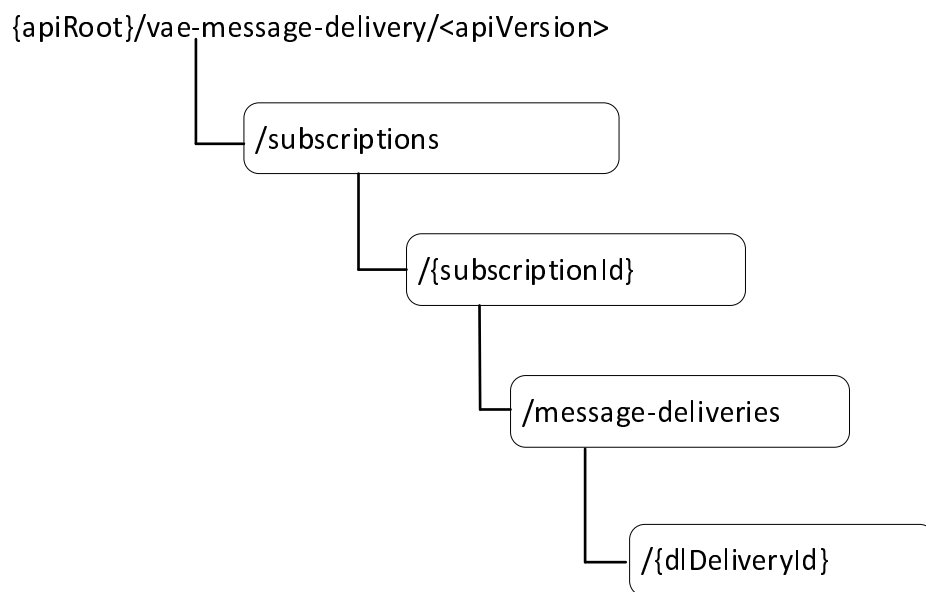 {apiRoot}/vae-message-delivery/<apiVersion>
/subscriptions
/{subscriptionId}
/message-deliveries
/{dlDeliveryId}